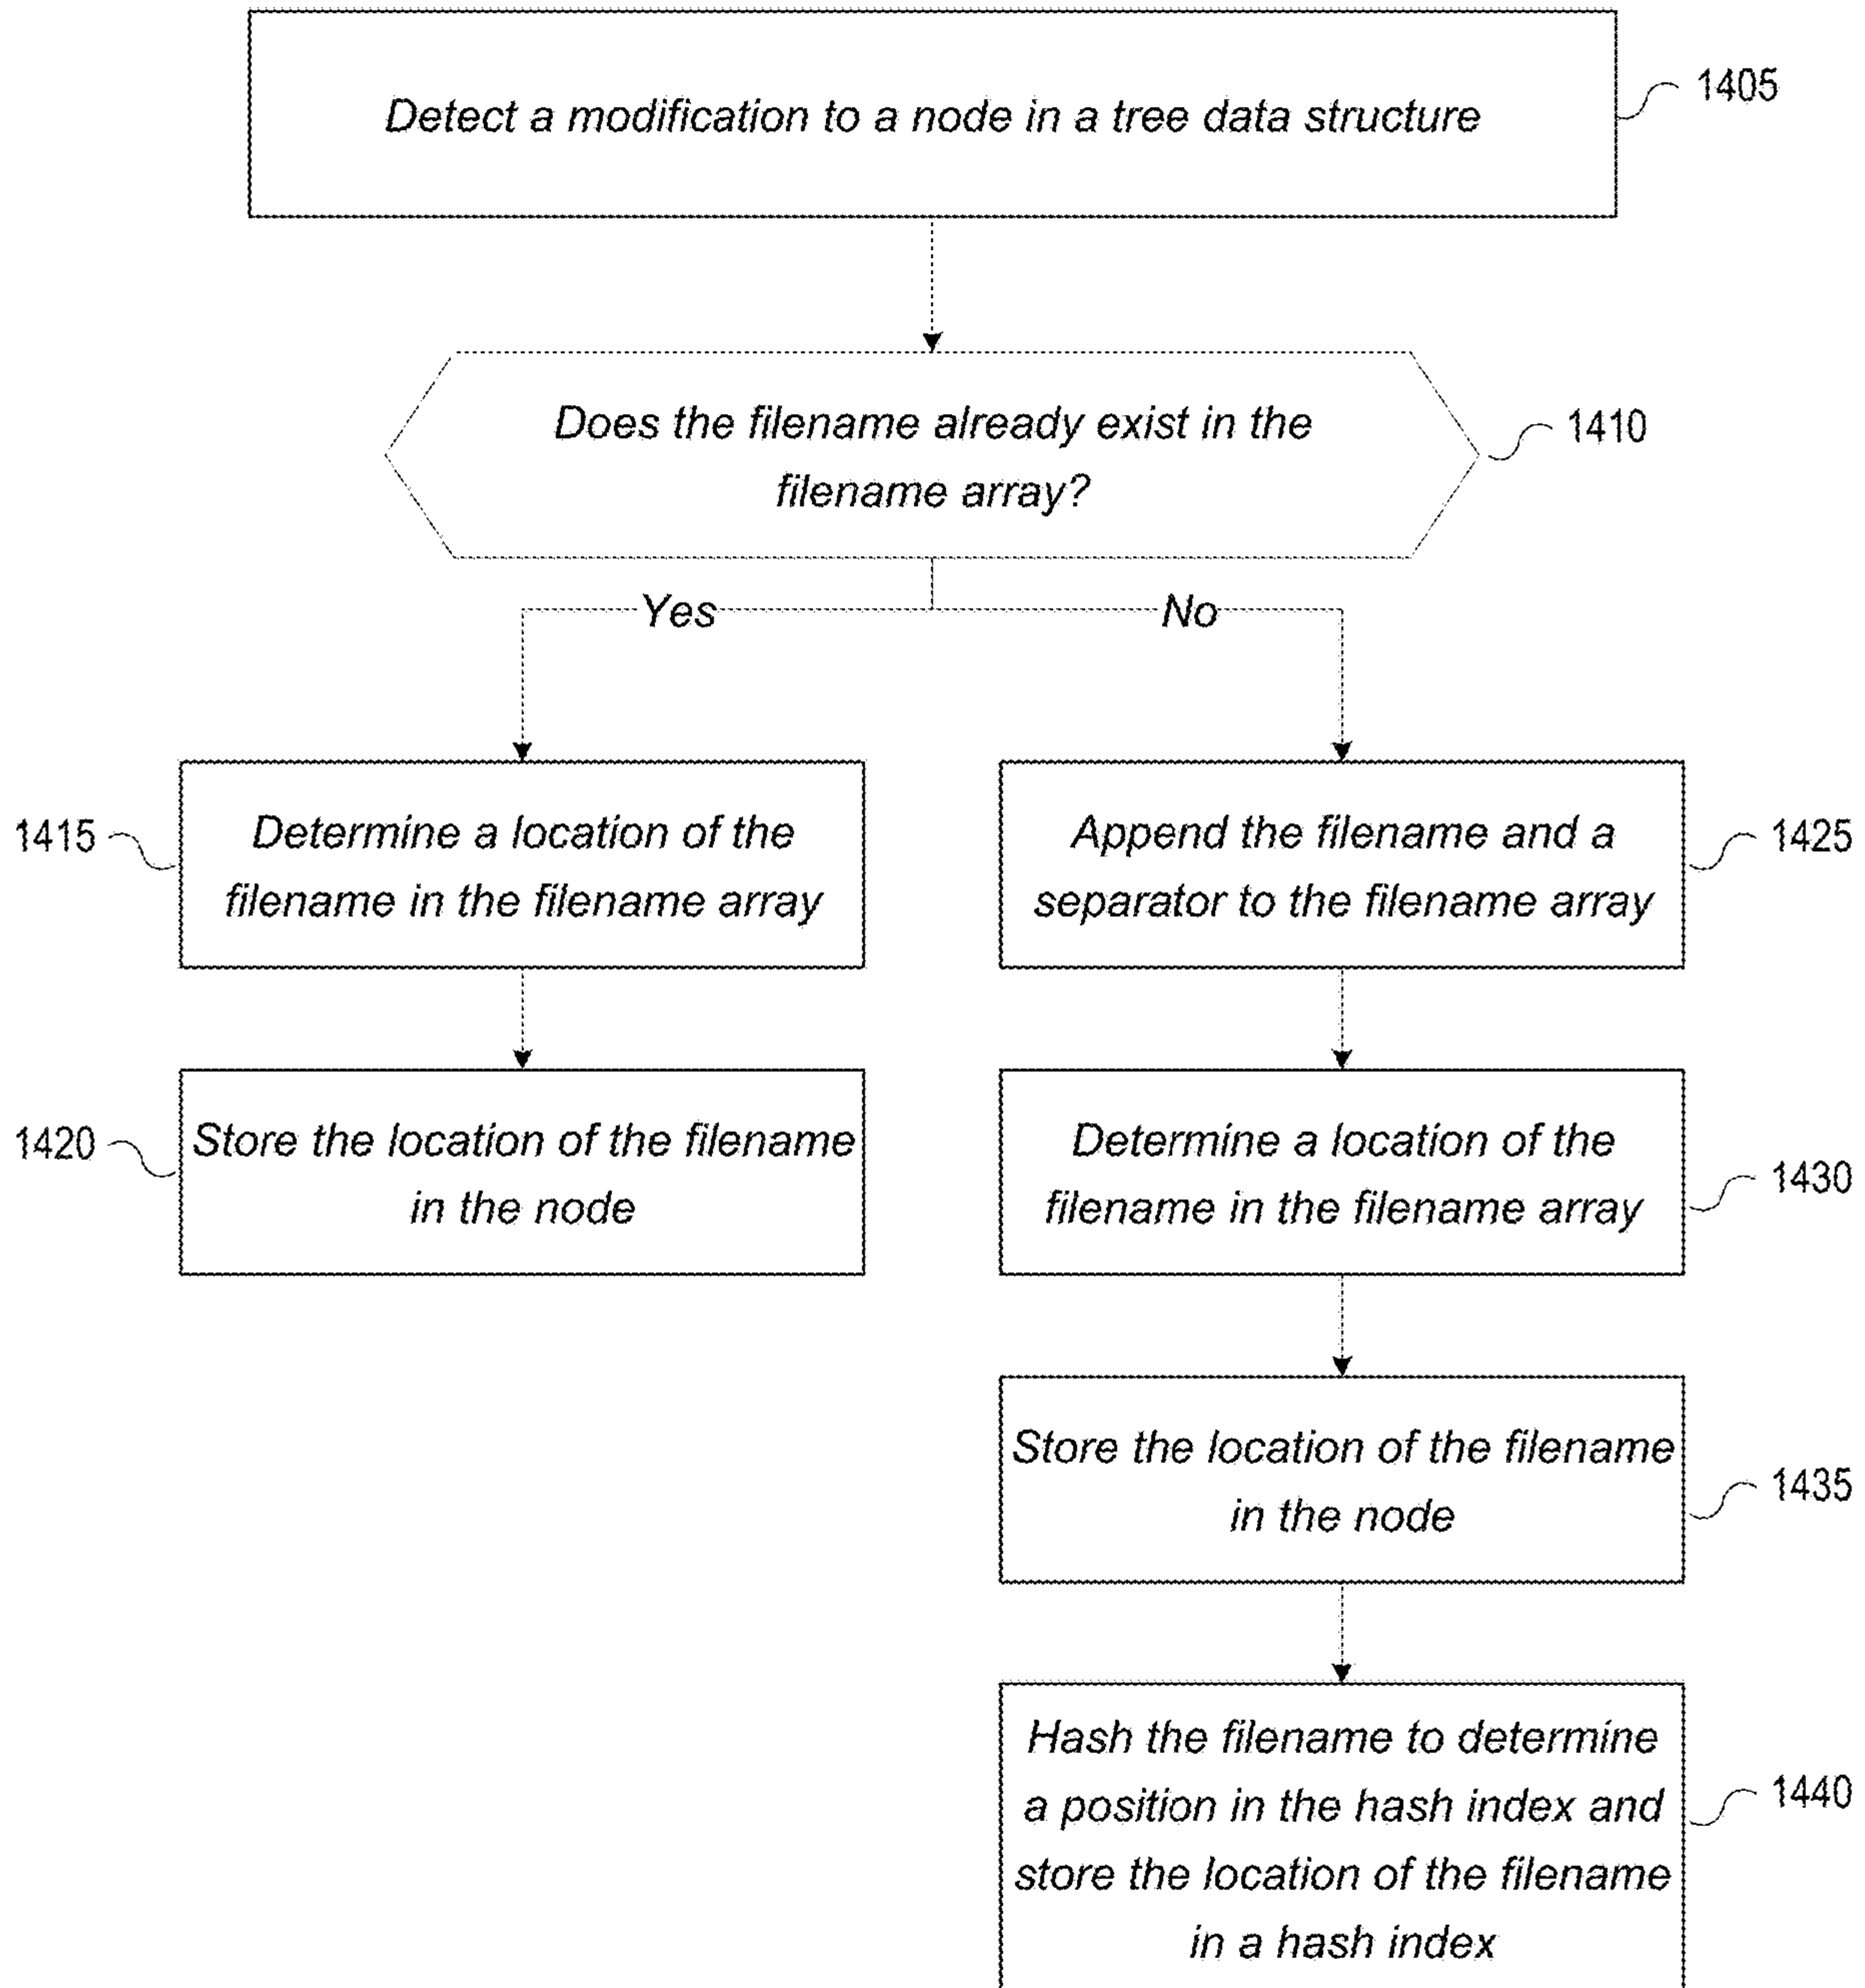 Detect a modification to a node in a tree data structure
1405
Does the filename already exist in the
filename array?
1410
Yes
No
1415
Determine a location of the
filename in the filename array
Append the filename and a
separator to the filename array
1425
1420
Store the location of the filename
in the node
Determine a location of the
filename in the filename array
1430
Store the location of the filename
in the node
1435
Hash the filename to determine
a position in the hash index and
store the location of the filename
in a hash index
1440